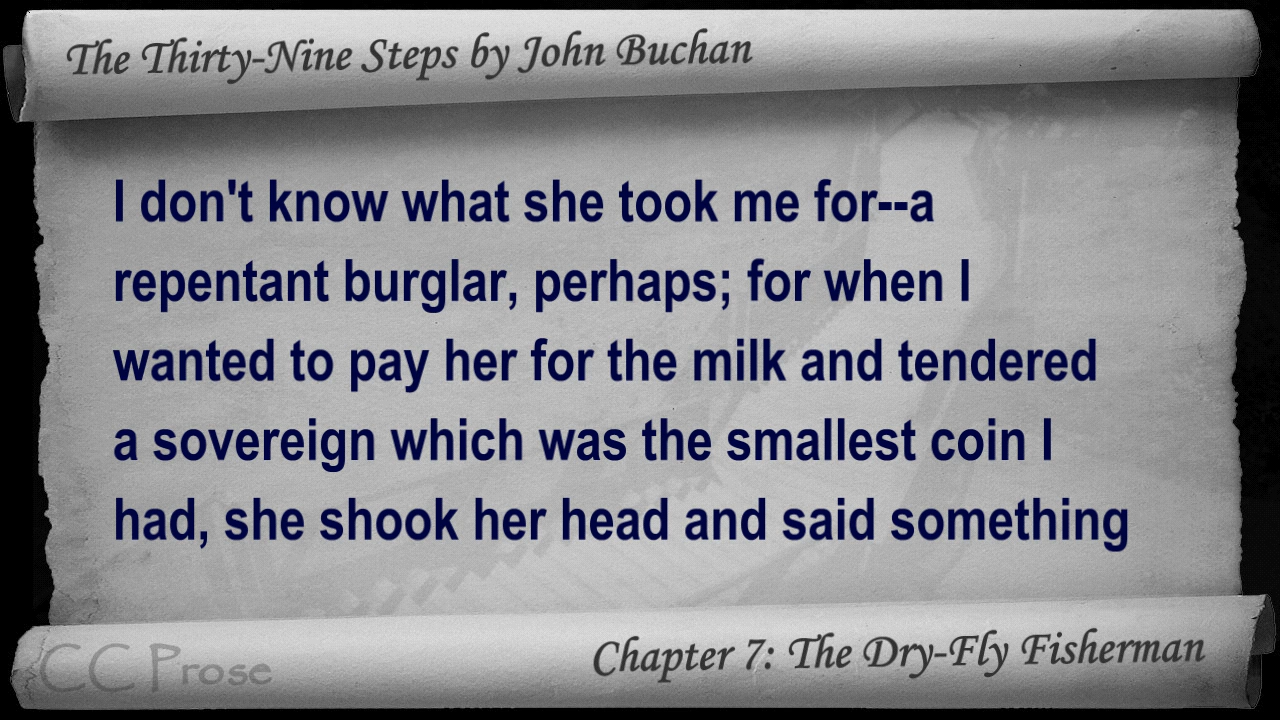 The Thirty-Nine Steps by John Buchan
I don't know what she took me for--a
repentant burglar, perhaps; for when I
wanted to pay her for the milk and tendered
a sovereign which was the smallest coin I
had, she shook her head and said something
CC Prose
Chapter 7: The Dry-Fly Fisherman